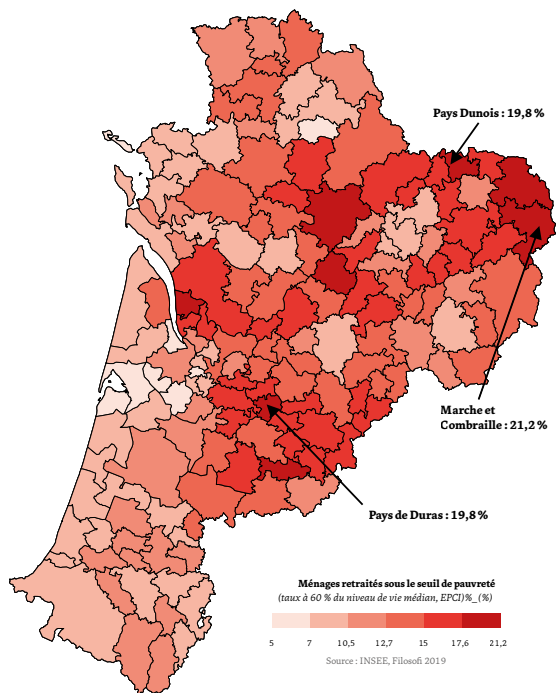 Pays Dunois : 19,8 %
Marche et
Combraille : 21,2 %
Pays de Duras : 19,8 %
Ménages retraités sous le seuil de pauvreté
(taux à 60 % du niveau de vie médian, EPCI)%_(%)
5 7 10,5 12,7 15 17,6 21,2
Source : INSEE, Filosofi 2019